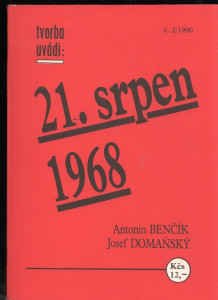 tvorba
uvádí:
č. 2/1990
21. srpen
1968
Antonín BENČÍK
Josef DOMAŇSKÝ
Kčs
12,–